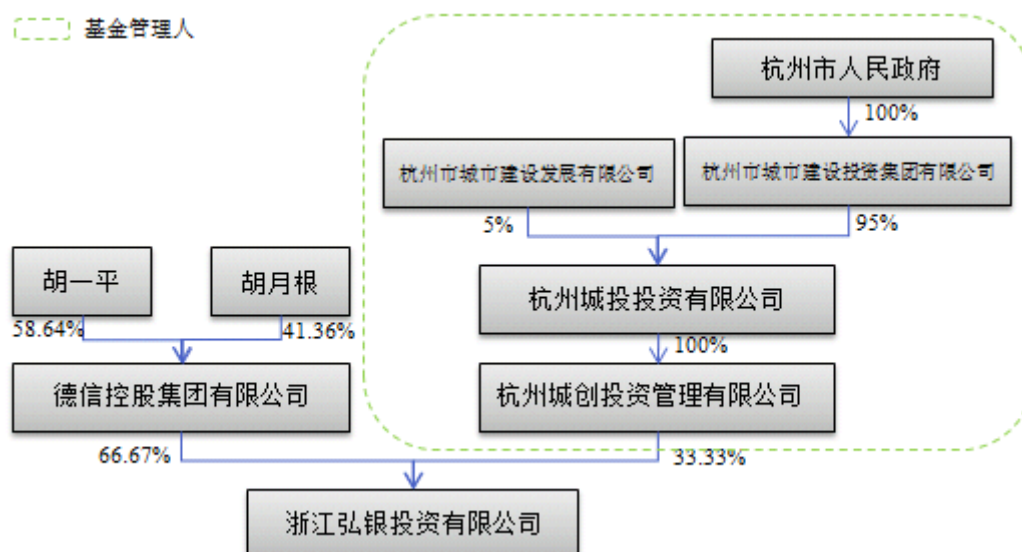 基金管理人
杭州市人民政府
100%
杭州市城市建设发展有限公司
杭州市城市建设投资集团有限公司
5%
95%
胡一平
胡月根
杭州城投投资有限公司
58.64%
41.36%
100%
德信控股集团有限公司
杭州城创投资管理有限公司
66.67%
33.33%
浙江弘银投资有限公司